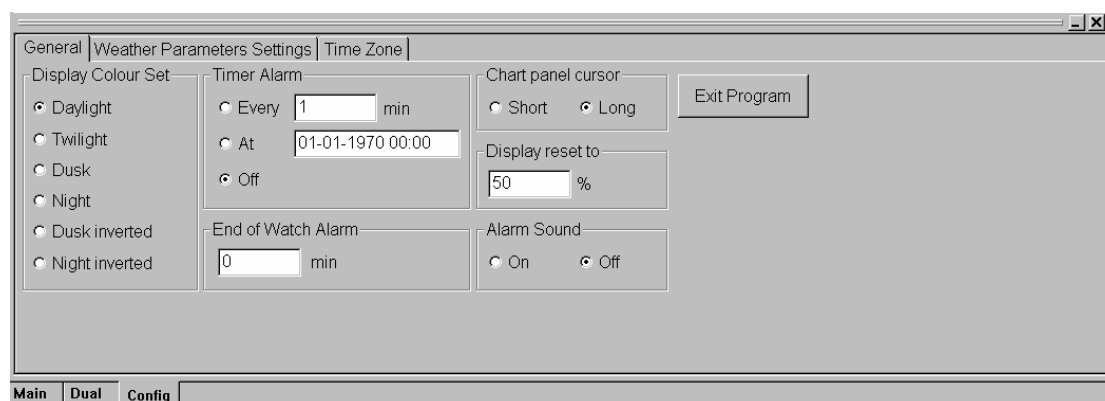 General Weather Parameters Settings Time Zone
Display Colour Set
Daylight
Twilight
Dusk
Night
Dusk inverted
Night inverted
Timer Alarm
Every 1 min
At 01-01-1970 00:00
Off
End of Watch Alarm
0 min
Chart panel cursor
Short Long
Display reset to
50 %
Alarm Sound
On Off
Exit Program
Main Dual Config